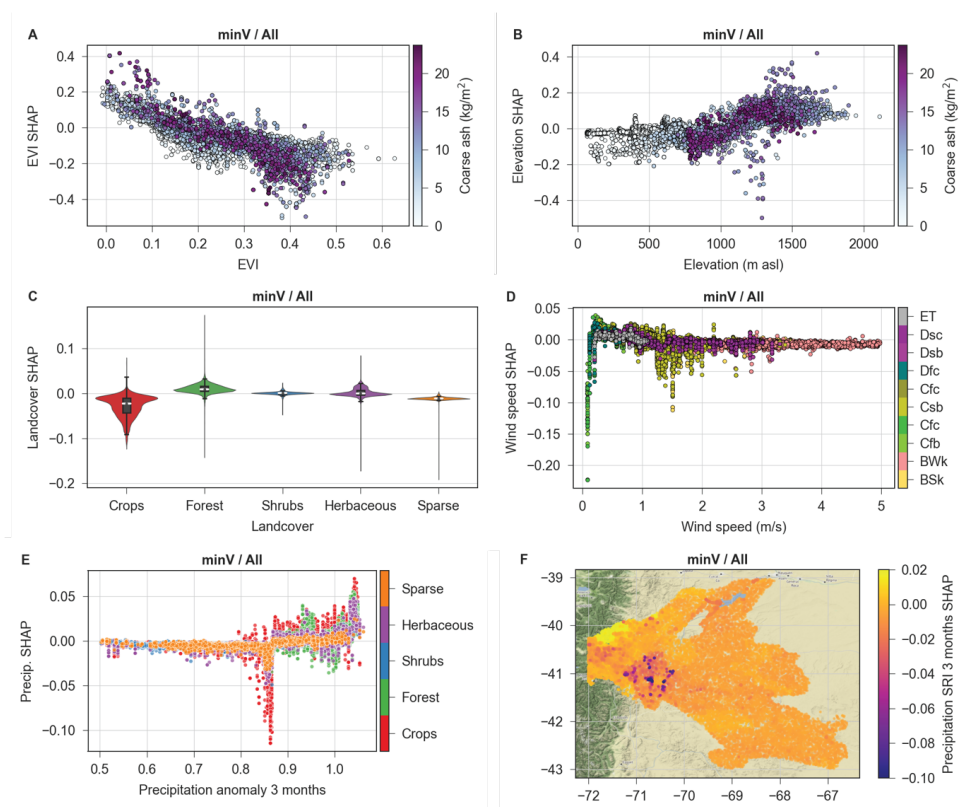 A
minV / All
0.4
0.2
0.0
−0.2
−0.4
EVI SHAP
0.0 0.1 0.2 0.3 0.4 0.5 0.6
EVI
20
15
10
5
0
Coarse ash (kg/m²)
B
minV / All
0.4
0.2
0.0
−0.2
−0.4
Elevation SHAP
0 500 1000 1500 2000
Elevation (m asl)
20
15
10
5
0
Coarse ash (kg/m²)
C
minV / All
0.1
0.0
−0.1
−0.2
Landcover SHAP
Crops Forest Shrubs Herbaceous Sparse
Landcover
D
minV / All
0.05
0.00
−0.05
−0.10
−0.15
−0.20
Wind speed SHAP
0 1 2 3 4 5
Wind speed (m/s)
ET
Dsc
Dsb
Dfc
Cfc
Csb
Cfc
Cfb
BWk
BSk
E
minV / All
0.05
0.00
−0.05
−0.10
Precip. SHAP
0.5 0.6 0.7 0.8 0.9 1.0
Precipitation anomaly 3 months
Sparse
Herbaceous
Shrubs
Forest
Crops
F
minV / All
−39
−40
−41
−42
−43
−72 −71 −70 −69 −68 −67
0.02
0.00
−0.02
−0.04
−0.06
−0.08
−0.10
Precipitation SRI 3 months SHAP